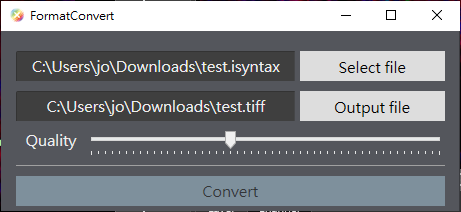 FormatConvert
C:\Users\jo\Downloads\test.isyntax Select file
C:\Users\jo\Downloads\test.tiff Output file
Quality
Convert